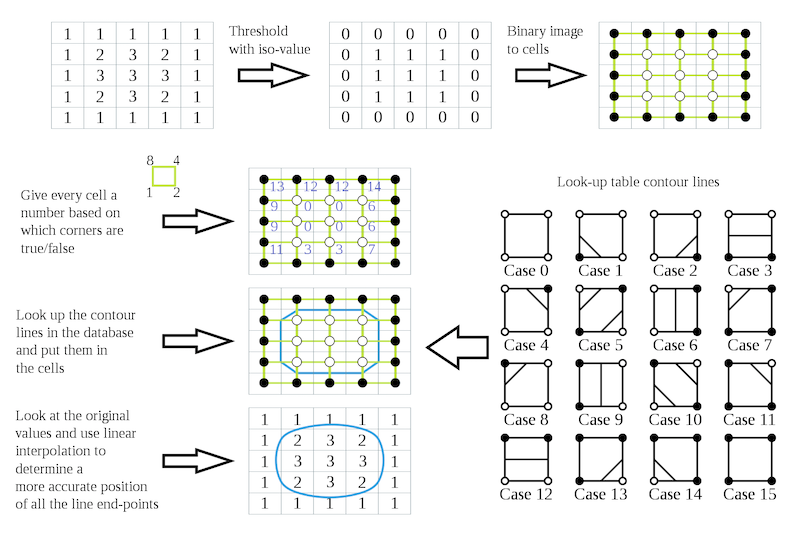 1 1 1 1 1
1 2 3 2 1
1 3 3 3 1
1 2 3 2 1
1 1 1 1 1
Threshold
with iso-value
0 0 0 0 0
0 1 1 1 0
0 1 1 1 0
0 1 1 1 0
0 0 0 0 0
Binary image
to cells
Give every cell a
number based on
which corners are
true/false
8 4
1 2
13 12 12 14
9 0 0 6
9 0 0 6
11 3 3 7
Look up the contour
lines in the database
and put them in
the cells
Look at the original
values and use linear
interpolation to
determine a
more accurate position
of all the line end-points
1 1 1 1 1
1 2 3 2 1
1 3 3 3 1
1 2 3 2 1
1 1 1 1 1
Look-up table contour lines
Case 0 Case 1 Case 2 Case 3
Case 4 Case 5 Case 6 Case 7
Case 8 Case 9 Case 10 Case 11
Case 12 Case 13 Case 14 Case 15